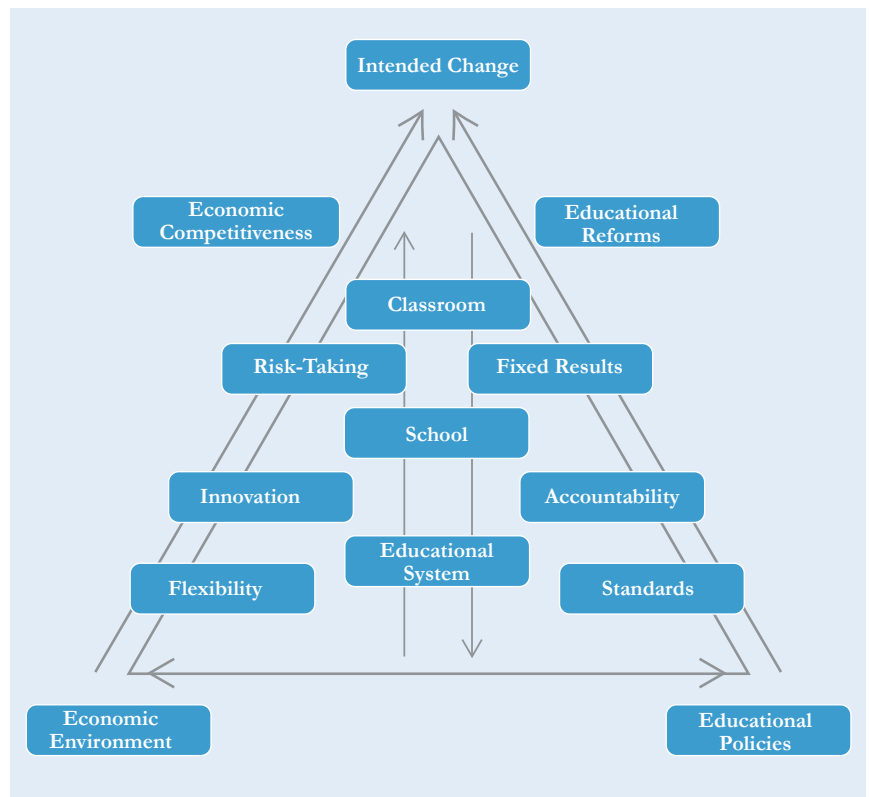 Intended Change
Economic
Competitiveness
Educational
Reforms
Classroom
Risk-Taking
Fixed Results
School
Innovation
Accountability
Educational
System
Flexibility
Standards
Economic
Environment
Educational
Policies